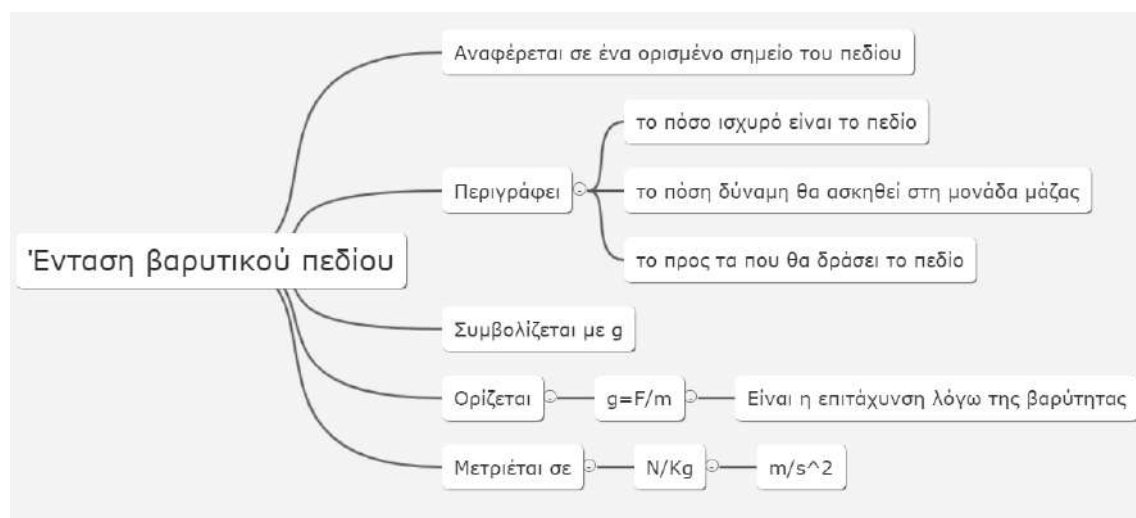 Αναφέρεται σε ένα ορισμένο σημείο του πεδίου
το πόσο ισχυρό είναι το πεδίο
Περιγράφει
το πόση δύναμη θα ασκηθεί στη μονάδα μάζας
το προς τα που θα δράσει το πεδίο
Ένταση βαρυτικού πεδίου
Συμβολίζεται με g
Ορίζεται
g=F/m
Είναι η επιτάχυνση λόγω της βαρύτητας
Μετριέται σε
N/Kg
m/s^2